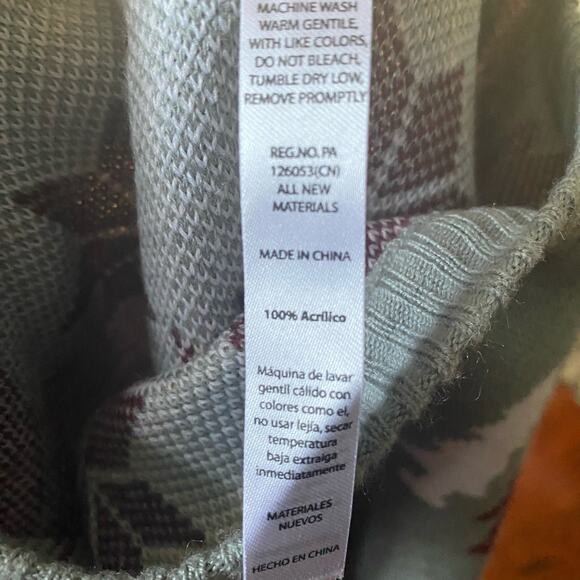 MACHINE WASH
WARM GENTILE,
WITH LIKE COLORS,
DO NOT BLEACH,
TUMBLE DRY LOW,
REMOVE PROMPTLY
REG.NO. PA
126053(CN)
ALL NEW
MATERIALS
MADE IN CHINA
100% Acrílico
Máquina de lavar
gentil cálido con
colores como el,
no usar lejía, secar
temperatura
baja extraiga
inmediatamente
MATERIALES
NUEVOS
HECHO EN CHINA